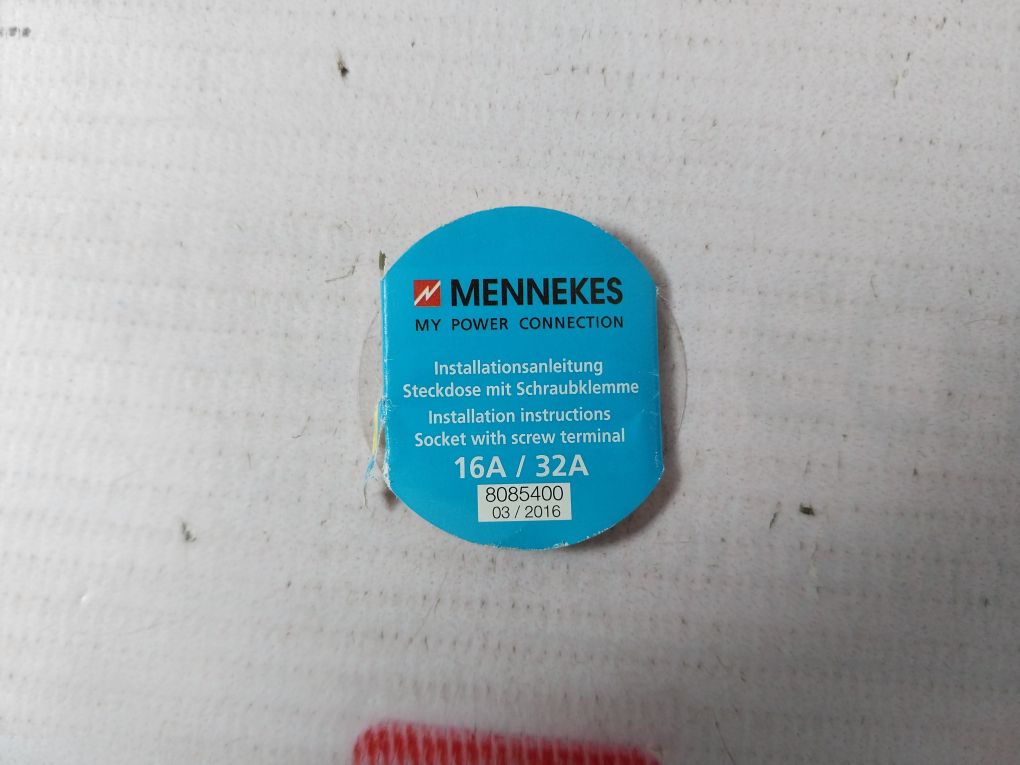 MENNEKES
MY POWER CONNECTION
Installationsanleitung
Steckdose mit Schraubklemme
Installation instructions
Socket with screw terminal
16A / 32A
8085400
03 / 2016